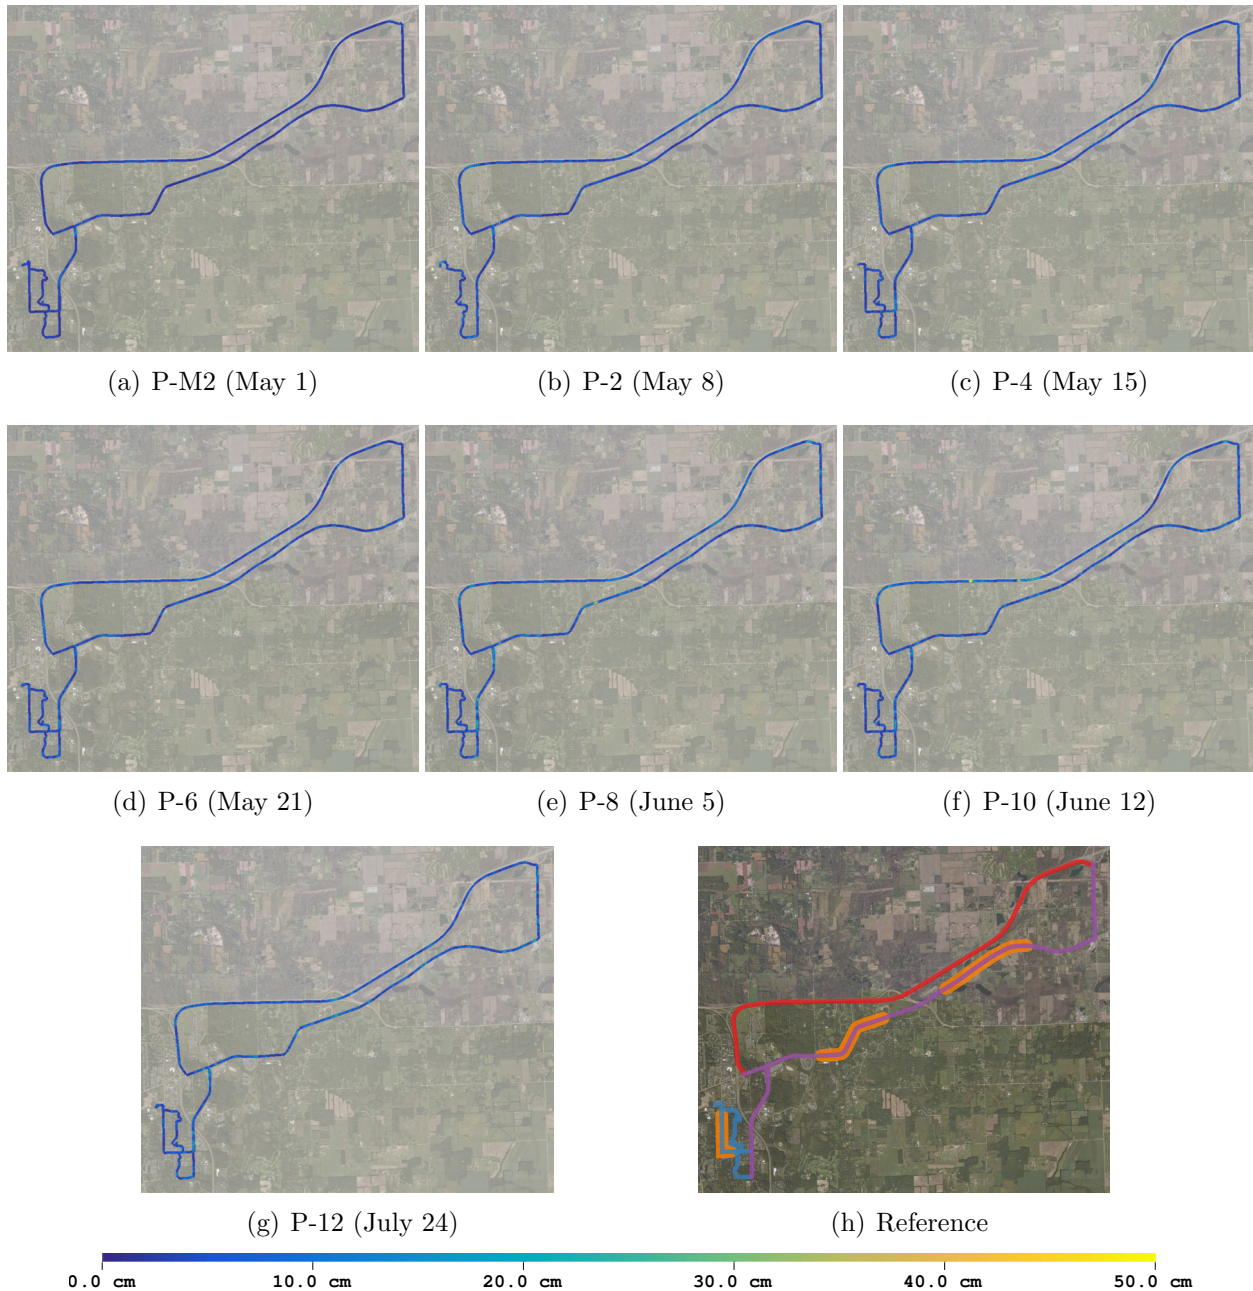 (a) P-M2 (May 1)
(b) P-2 (May 8)
(c) P-4 (May 15)
(d) P-6 (May 21)
(e) P-8 (June 5)
(f) P-10 (June 12)
(g) P-12 (July 24)
(h) Reference
0.0 cm 10.0 cm 20.0 cm 30.0 cm 40.0 cm 50.0 cm